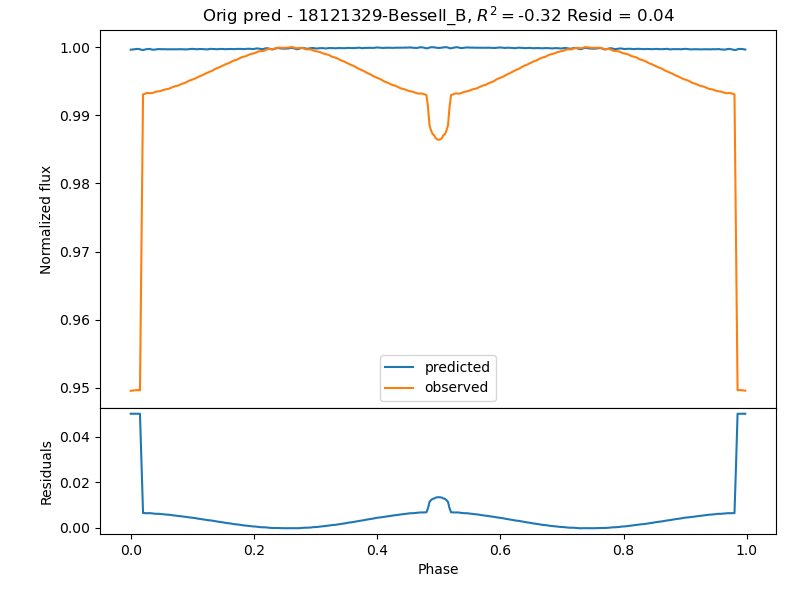 Orig pred - 18121329-Bessell_B, R² = -0.32 Resid = 0.04
1.00
0.99
0.98
0.97
0.96
0.95
Normalized flux
predicted
observed
0.04
0.02
0.00
Residuals
0.0 0.2 0.4 0.6 0.8 1.0
Phase